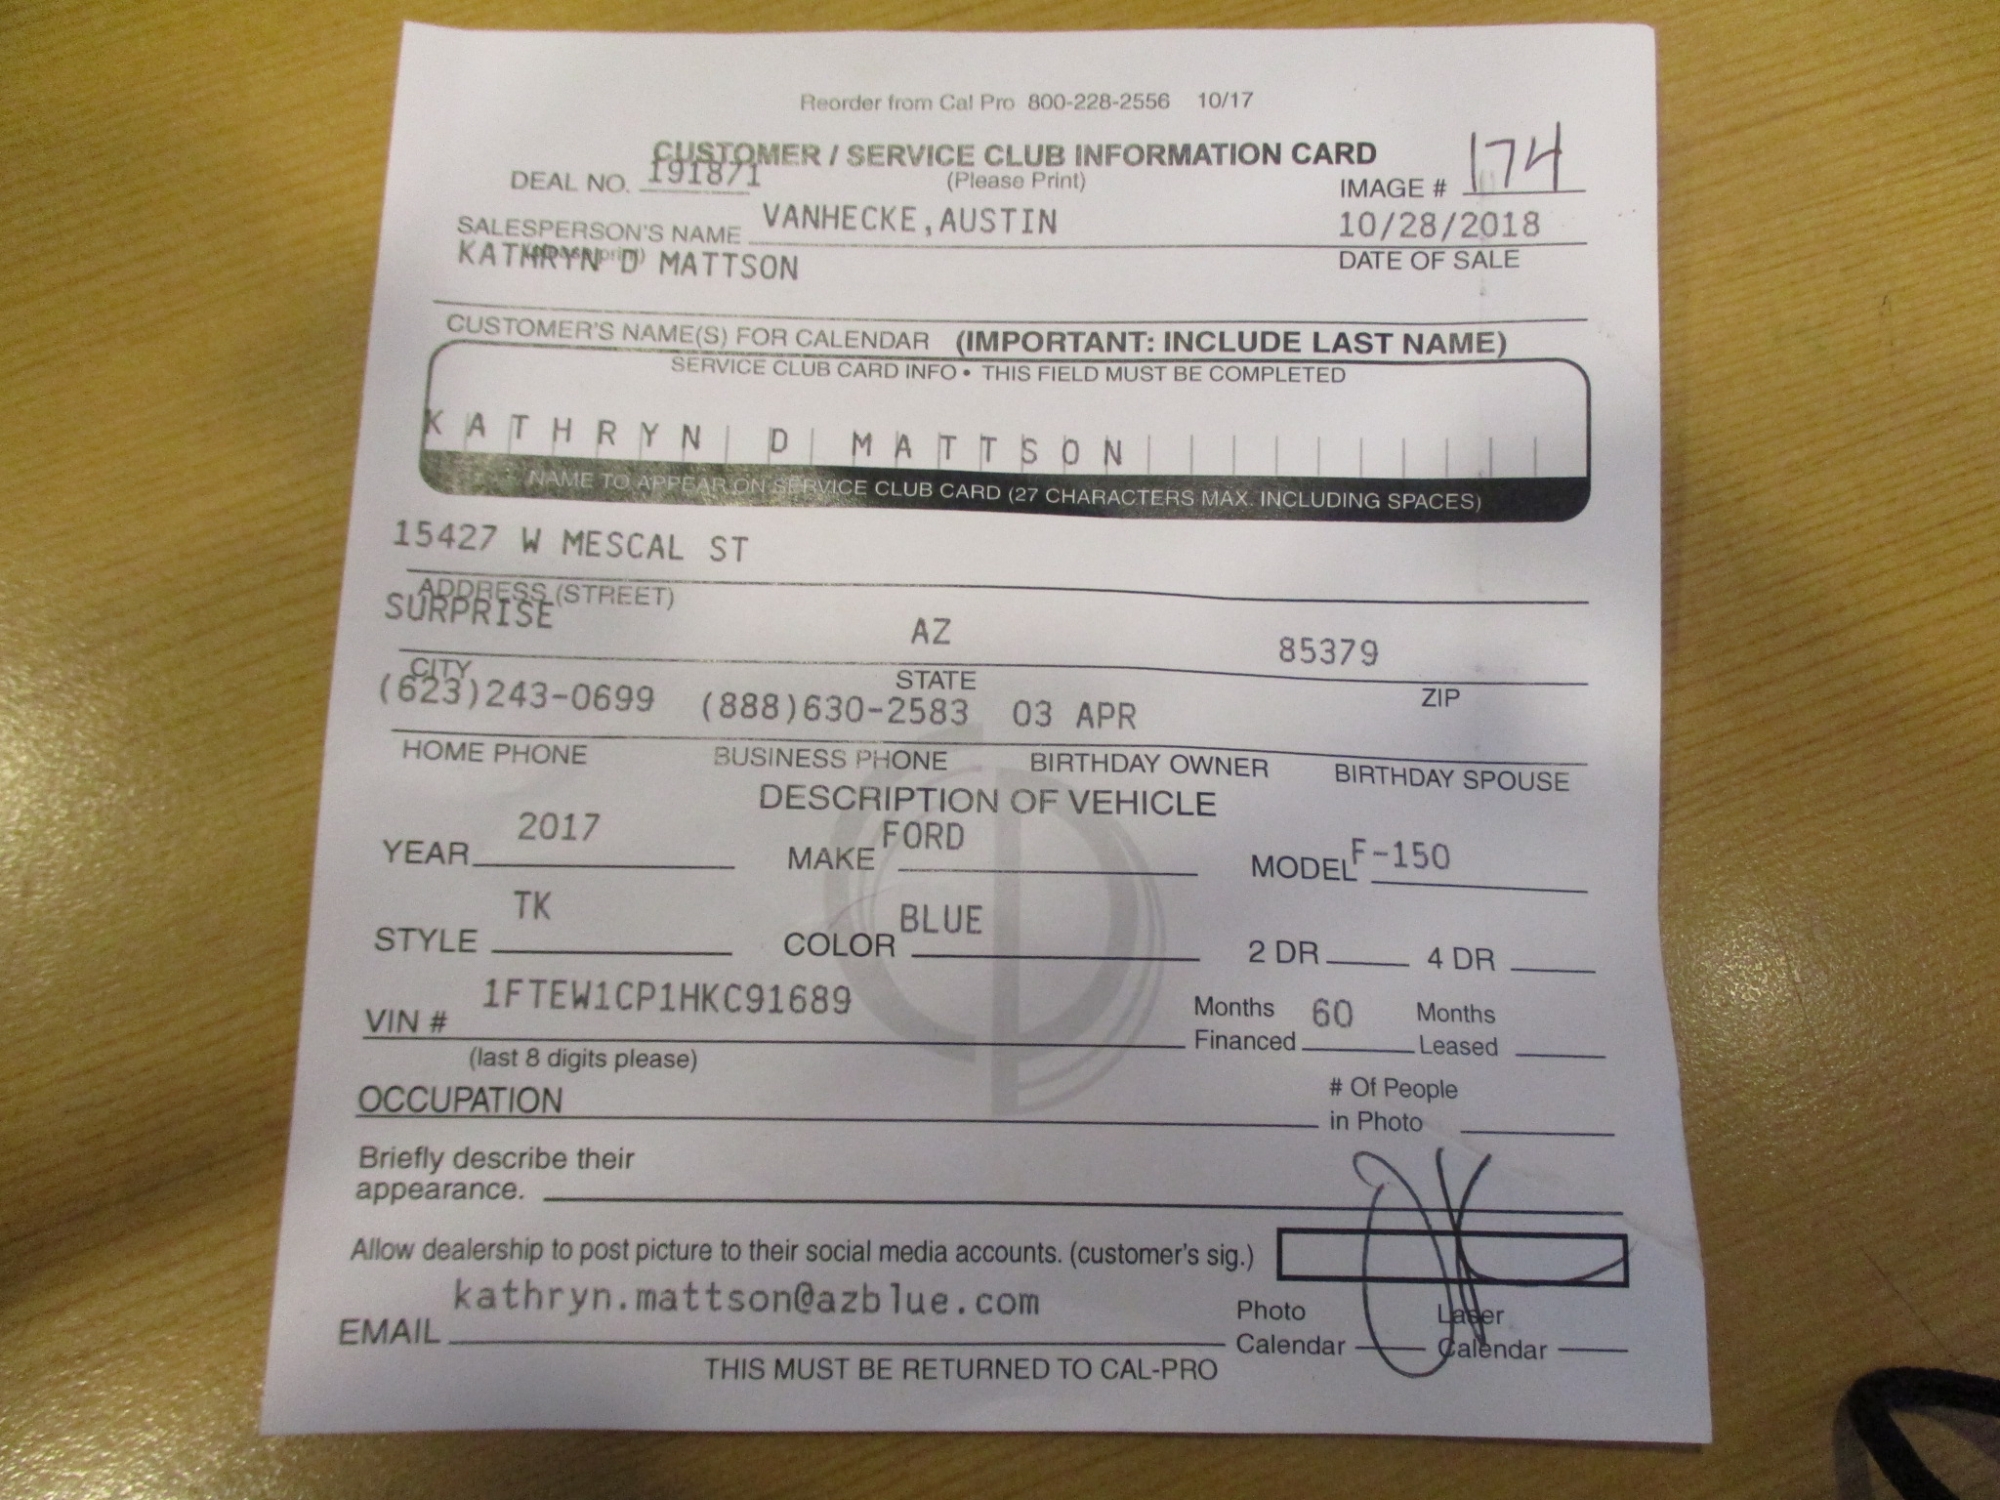 Reorder from Cal Pro 800-228-2556 10/17
CUSTOMER / SERVICE CLUB INFORMATION CARD
DEAL NO. 191871 (Please Print) IMAGE # 174
SALESPERSON'S NAME VANHECKE,AUSTIN 10/28/2018
(please print) DATE OF SALE
KATHRYN D MATTSON
CUSTOMER'S NAME(S) FOR CALENDAR (IMPORTANT: INCLUDE LAST NAME)
SERVICE CLUB CARD INFO • THIS FIELD MUST BE COMPLETED
K A T H R Y N D M A T T S O N
NAME TO APPEAR ON SERVICE CLUB CARD (27 CHARACTERS MAX. INCLUDING SPACES)
15427 W MESCAL ST
ADDRESS (STREET)
SURPRISE AZ 85379
CITY STATE ZIP
(623)243-0699 (888)630-2583 03 APR
HOME PHONE BUSINESS PHONE BIRTHDAY OWNER BIRTHDAY SPOUSE
DESCRIPTION OF VEHICLE
YEAR 2017 MAKE FORD MODEL F-150
STYLE TK COLOR BLUE 2 DR 4 DR
VIN # 1FTEW1CP1HKC91689 Months Financed 60 Months Leased
(last 8 digits please)
OCCUPATION # Of People in Photo
Briefly describe their
appearance.
Allow dealership to post picture to their social media accounts. (customer's sig.)
EMAIL kathryn.mattson@azblue.com Photo Calendar Laser Calendar
THIS MUST BE RETURNED TO CAL-PRO